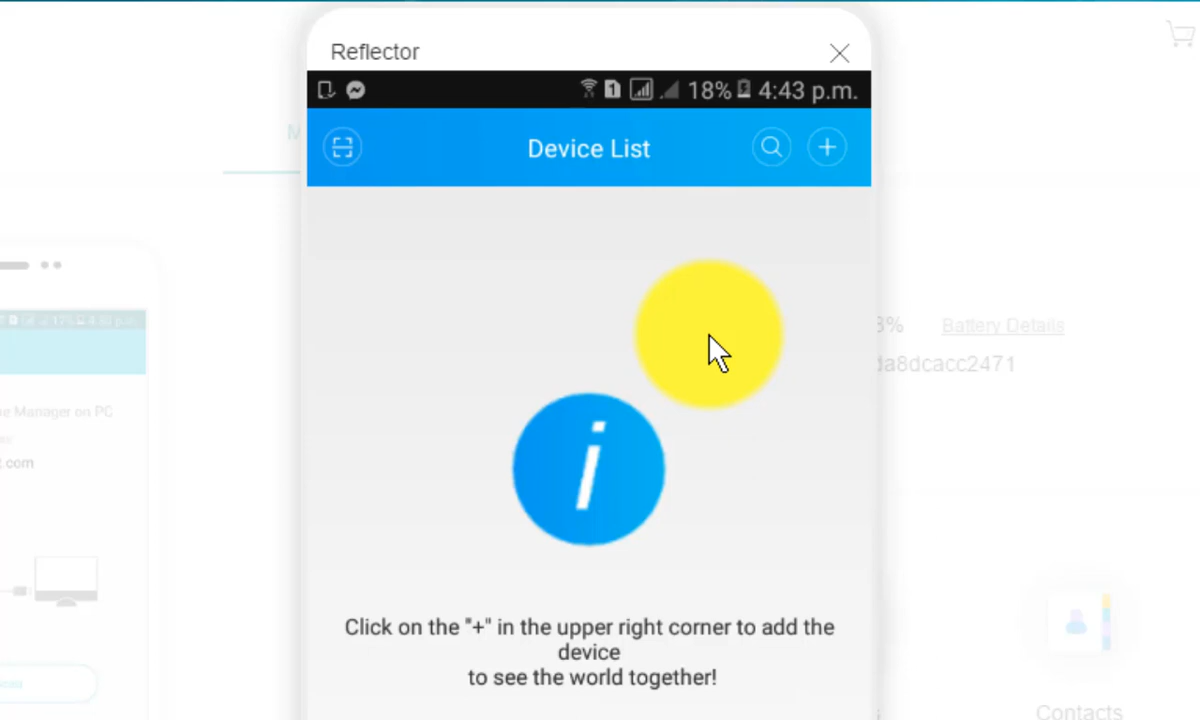 Reflector
1
18%
4:43 p.m.
Device List
i
Battery Details
da8dcacc2471
e Manager on PC
.com
Click on the "+" in the upper right corner to add the
device
to see the world together!
Contacts